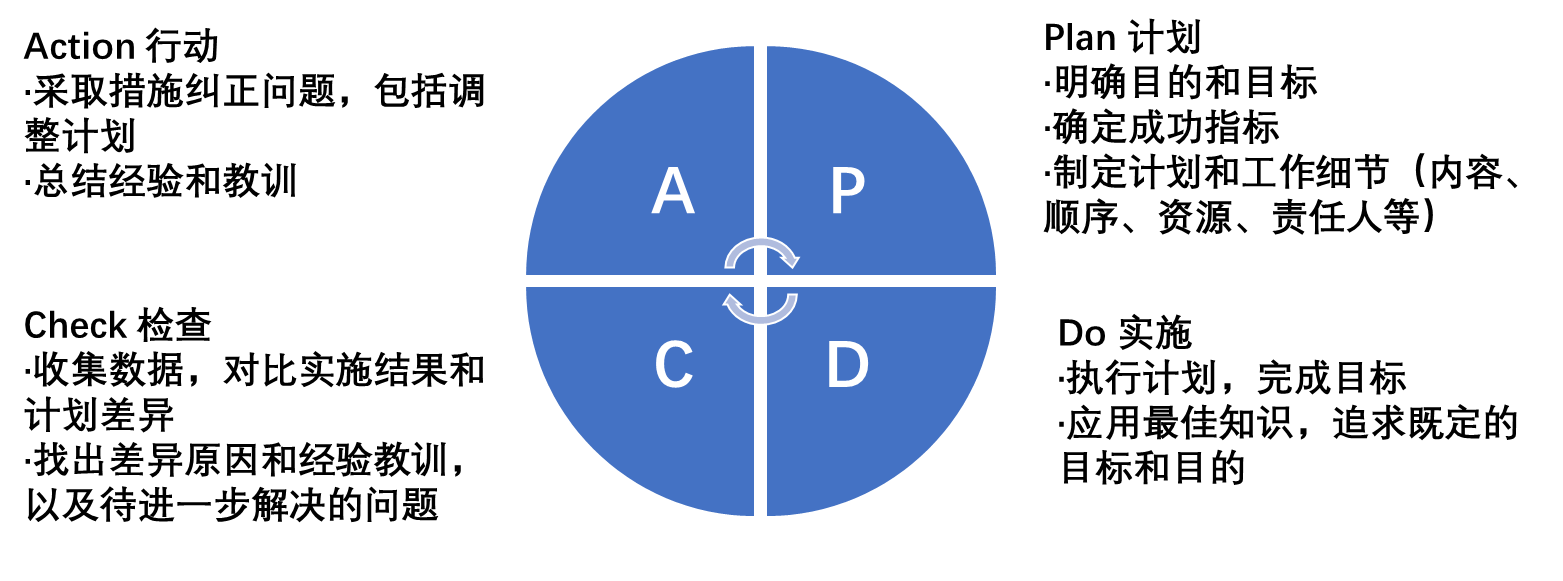 Action 行动
·采取措施纠正问题，包括调
整计划
·总结经验和教训
Plan 计划
·明确目的和目标
·确定成功指标
·制定计划和工作细节（内容、
顺序、资源、责任人等）
A
P
C
D
Check 检查
·收集数据，对比实施结果和
计划差异
·找出差异原因和经验教训，
以及待进一步解决的问题
Do 实施
·执行计划，完成目标
·应用最佳知识，追求既定的
目标和目的